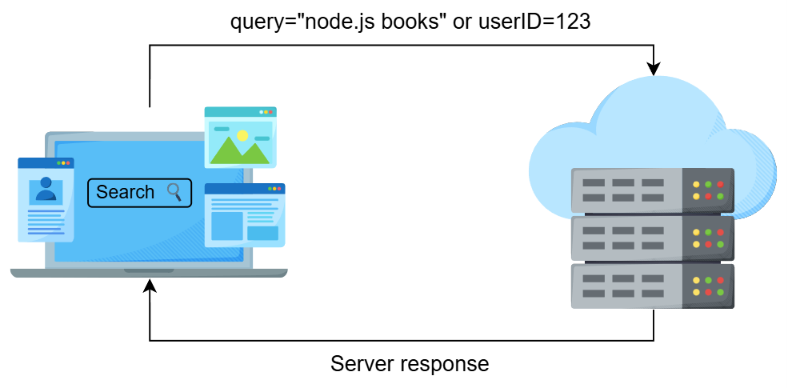 query="node.js books" or userID=123
Search
Server response